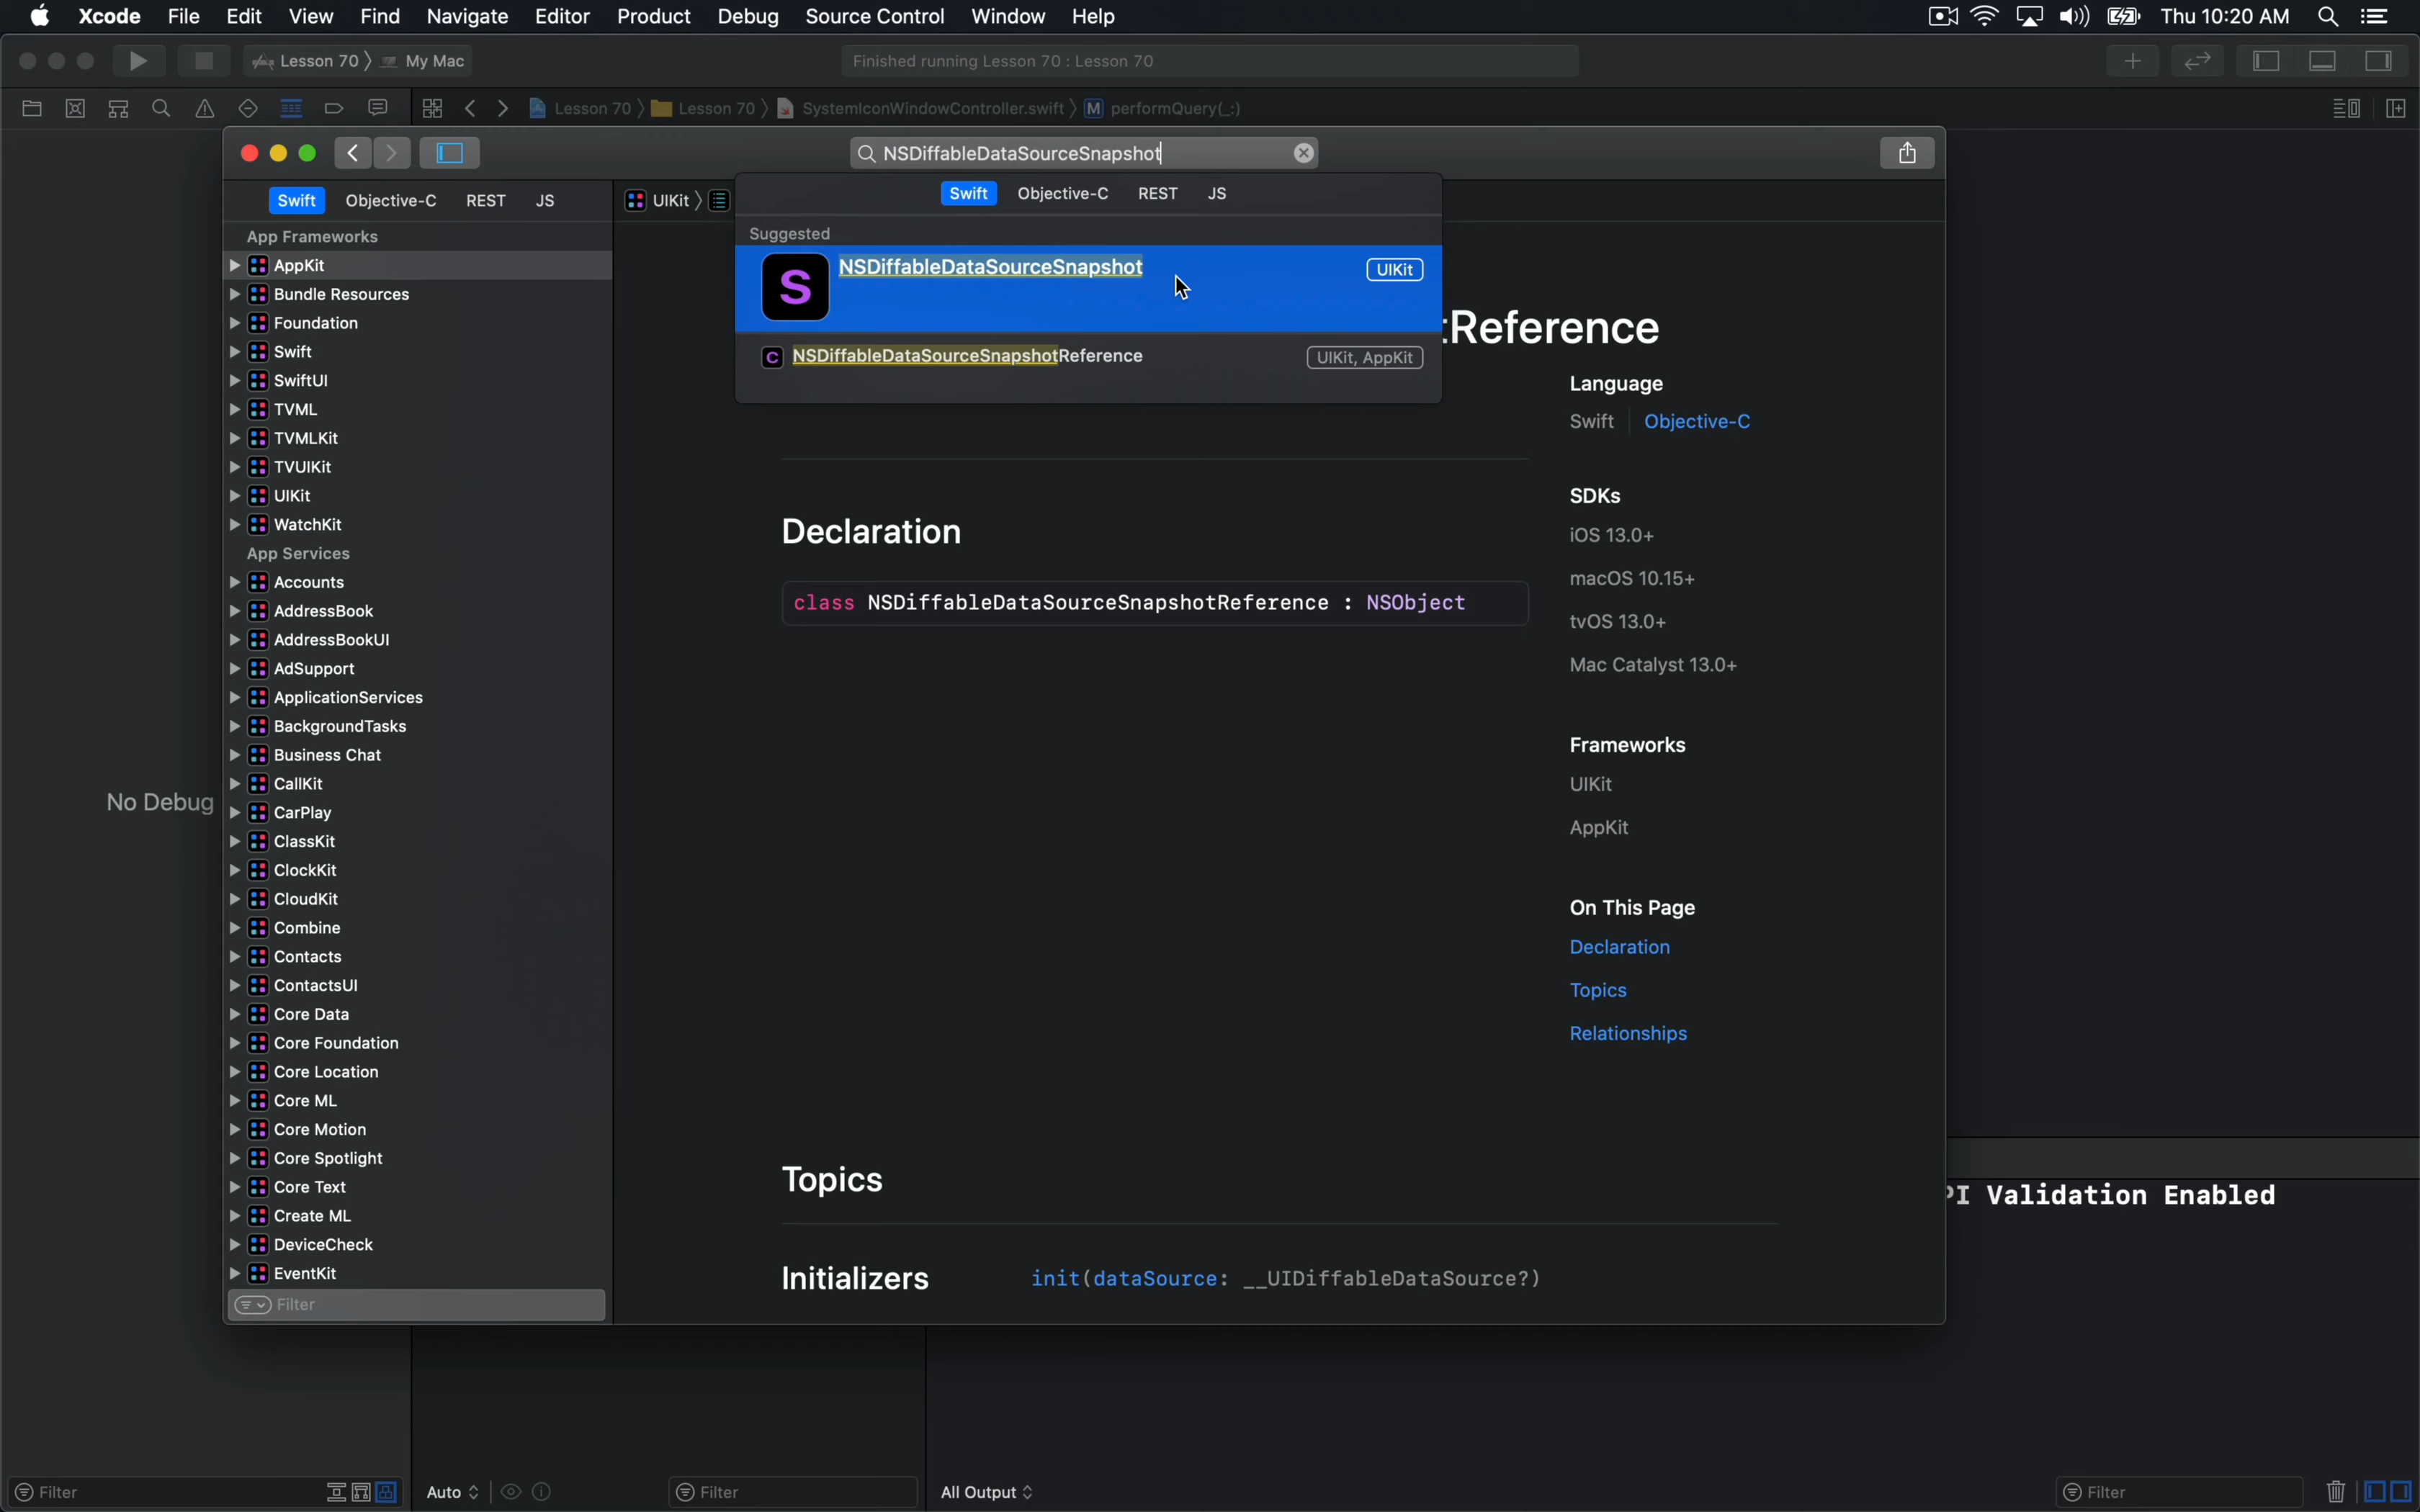 Xcode File Edit View Find Navigate Editor Product Debug Source Control Window Help Thu 10:20 AM
Lesson 70 My Mac Finished running Lesson 70 : Lesson 70
Lesson 70 Lesson 70 SystemIconWindowController.swift M performQuery(_:)
NSDiffableDataSourceSnapshot
Swift Objective-C REST JS
UIKit
Swift Objective-C REST JS
Suggested
S NSDiffableDataSourceSnapshot UIKit
C NSDiffableDataSourceSnapshotReference UIKit, AppKit
App Frameworks
AppKit
Bundle Resources
Foundation
Swift
SwiftUI
TVML
TVMLKit
TVUIKit
UIKit
WatchKit
App Services
Accounts
AddressBook
AddressBookUI
AdSupport
ApplicationServices
BackgroundTasks
Business Chat
CallKit
CarPlay
ClassKit
ClockKit
CloudKit
Combine
Contacts
ContactsUI
Core Data
Core Foundation
Core Location
Core ML
Core Motion
Core Spotlight
Core Text
Create ML
DeviceCheck
EventKit
Filter
tReference
Declaration
class NSDiffableDataSourceSnapshotReference : NSObject
Topics
Initializers init(dataSource: __UIDiffableDataSource?)
Language
Swift Objective-C
SDKs
iOS 13.0+
macOS 10.15+
tvOS 13.0+
Mac Catalyst 13.0+
Frameworks
UIKit
AppKit
On This Page
Declaration
Topics
Relationships
No Debug
PI Validation Enabled
Filter Auto Filter All Output Filter